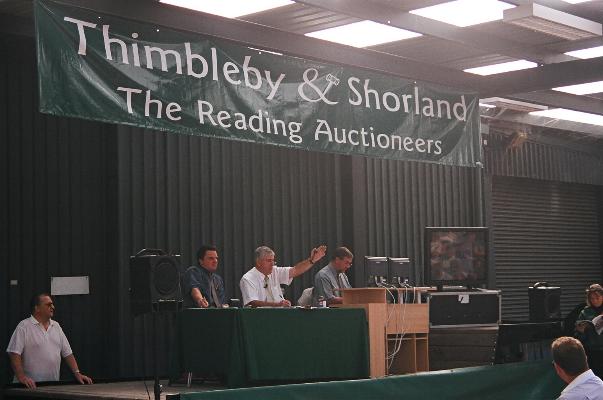 Thimbleby & Shorland
The Reading Auctioneers